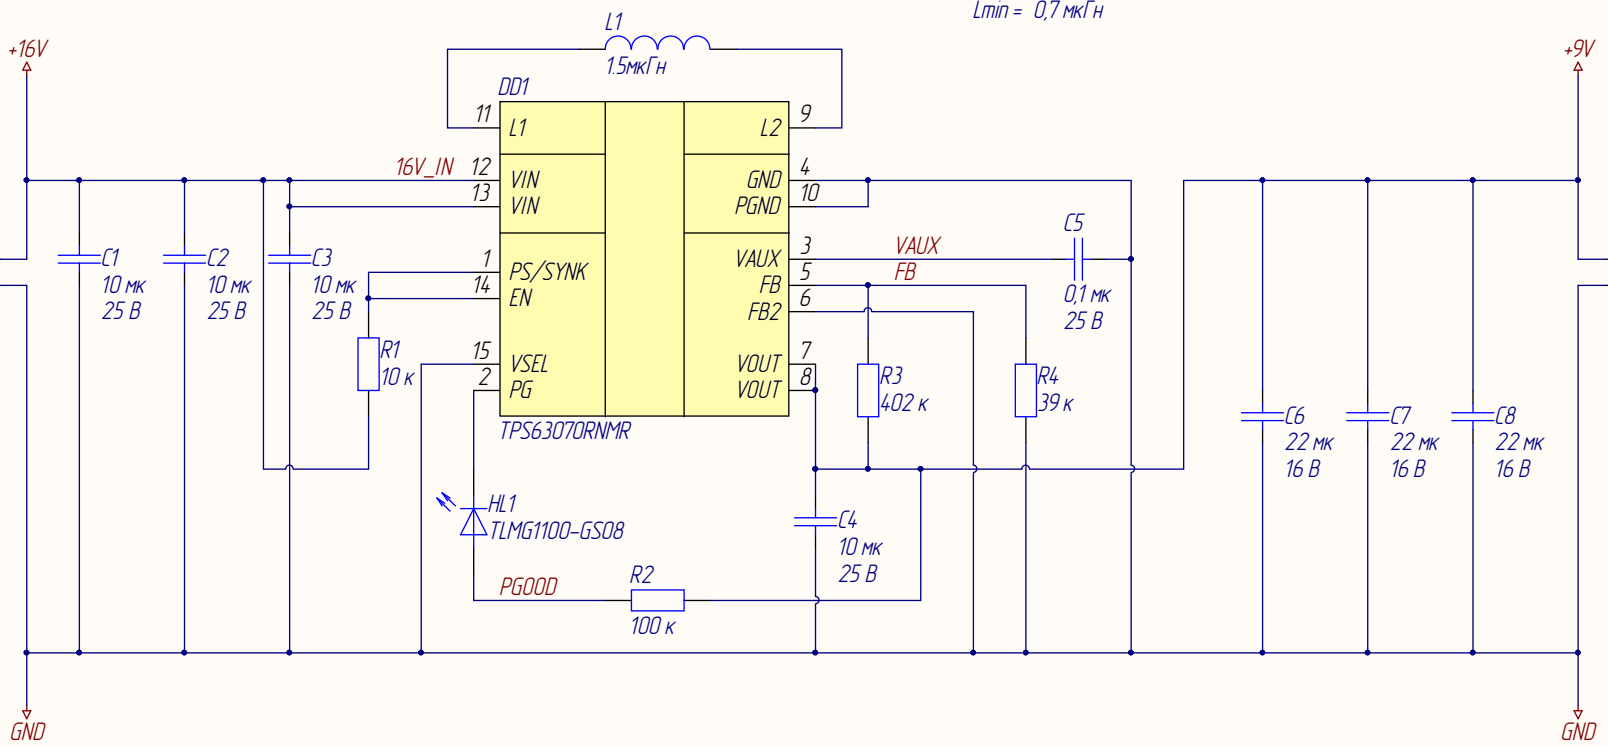 Lmin = 0,7 мкГн
L1
1.5мкГн
+16V
+9V
DD1
11 L1
L2 9
16V_IN 12 VIN
GND 4
13 VIN
PGND 10
1 PS/SYNK
VAUX 3 VAUX
14 EN
FB 5 FB
FB2 6
15 VSEL
VOUT 7
2 PG
VOUT 8
TPS63070RNMR
C1
10 мк
25 В
C2
10 мк
25 В
C3
10 мк
25 В
R1
10 к
C5
0,1 мк
25 В
R3
402 к
R4
39 к
C6
22 мк
16 В
C7
22 мк
16 В
C8
22 мк
16 В
HL1
TLMG1100-GS08
C4
10 мк
25 В
PGOOD
R2
100 к
GND
GND